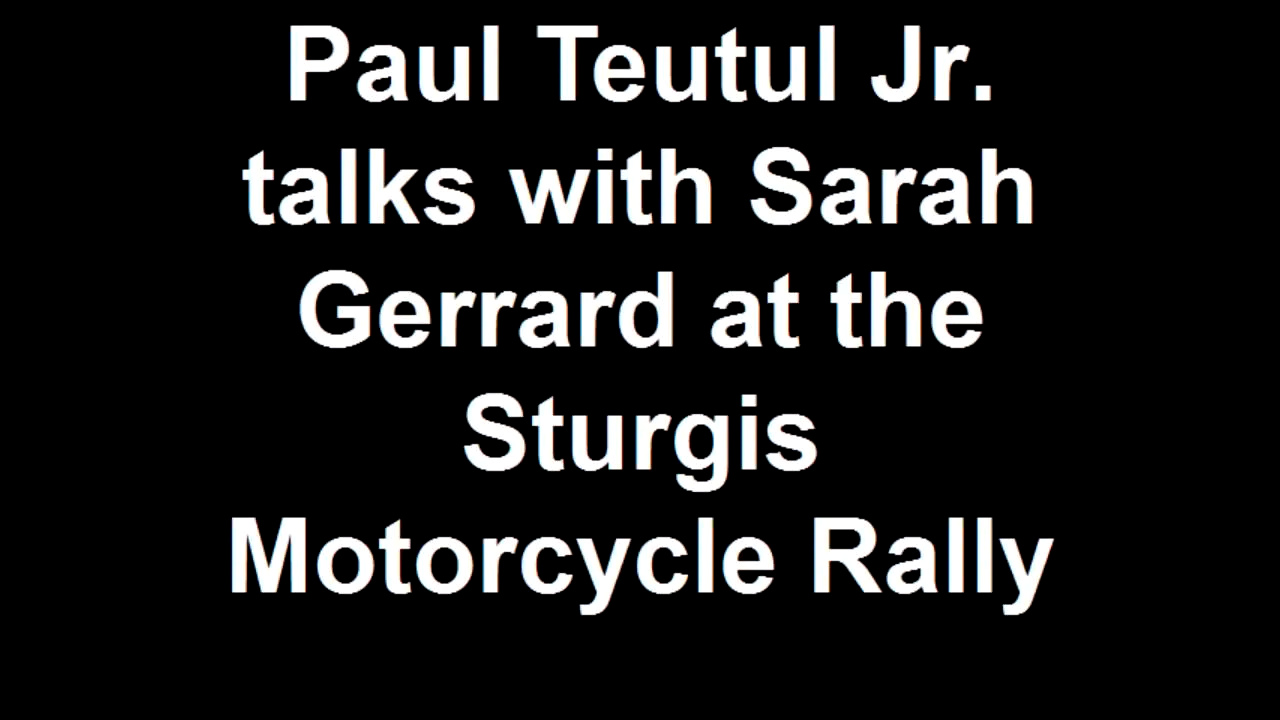 Paul Teutul Jr.
talks with Sarah
Gerrard at the
Sturgis
Motorcycle Rally